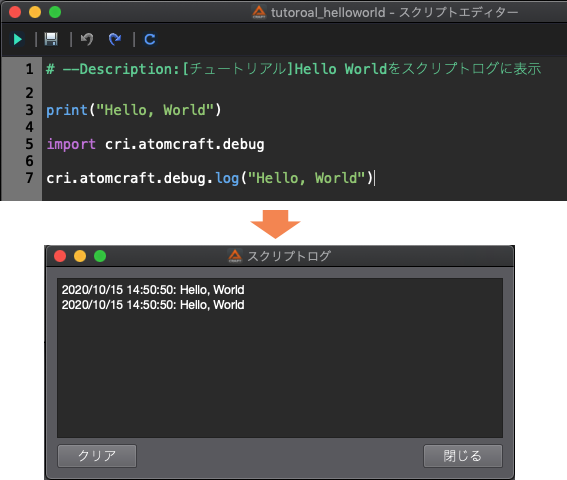 tutoroal_helloworld - スクリプトエディター
1 # --Description:[チュートリアル]Hello Worldをスクリプトログに表示
2
3 print("Hello, World")
4
5 import cri.atomcraft.debug
6
7 cri.atomcraft.debug.log("Hello, World")
スクリプトログ
2020/10/15 14:50:50: Hello, World
2020/10/15 14:50:50: Hello, World
クリア 閉じる